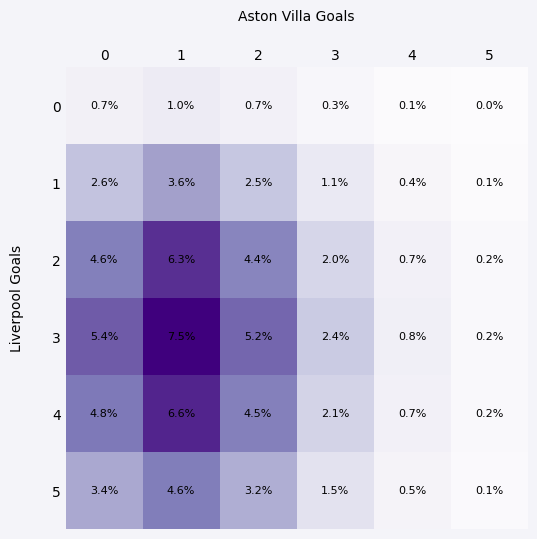 Aston Villa Goals
0 1 2 3 4 5
0 0.7% 1.0% 0.7% 0.3% 0.1% 0.0%
1 2.6% 3.6% 2.5% 1.1% 0.4% 0.1%
2 4.6% 6.3% 4.4% 2.0% 0.7% 0.2%
3 5.4% 7.5% 5.2% 2.4% 0.8% 0.2%
4 4.8% 6.6% 4.5% 2.1% 0.7% 0.2%
5 3.4% 4.6% 3.2% 1.5% 0.5% 0.1%
Liverpool Goals